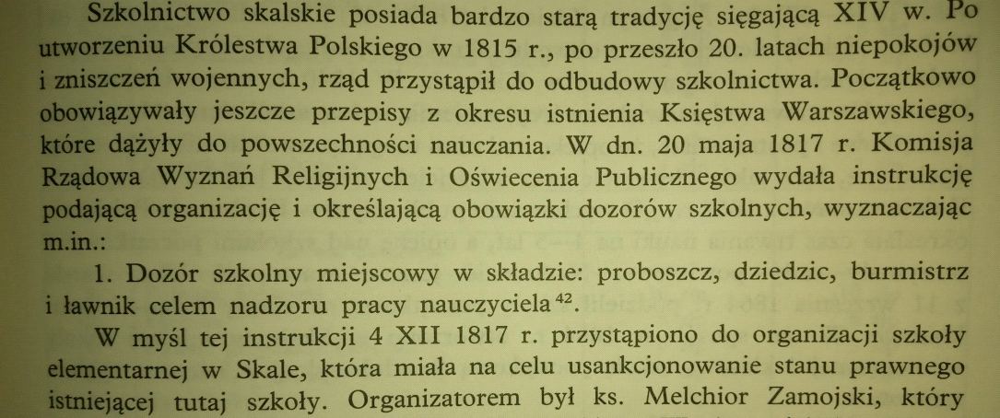 Szkolnictwo skalskie posiada bardzo starą tradycję sięgającą XIV w. Po
utworzeniu Królestwa Polskiego w 1815 r., po przeszło 20. latach niepokojów
i zniszczeń wojennych, rząd przystąpił do odbudowy szkolnictwa. Początkowo
obowiązywały jeszcze przepisy z okresu istnienia Księstwa Warszawskiego,
które dążyły do powszechności nauczania. W dn. 20 maja 1817 r. Komisja
Rządowa Wyznań Religijnych i Oświecenia Publicznego wydała instrukcję
podającą organizację i określającą obowiązki dozorów szkolnych, wyznaczając
m.in.:
1. Dozór szkolny miejscowy w składzie: proboszcz, dziedzic, burmistrz
i ławnik celem nadzoru pracy nauczyciela⁴².
W myśl tej instrukcji 4 XII 1817 r. przystąpiono do organizacji szkoły
elementarnej w Skale, która miała na celu usankcjonowanie stanu prawnego
istniejącej tutaj szkoły. Organizatorem był ks. Melchior Zamojski, który